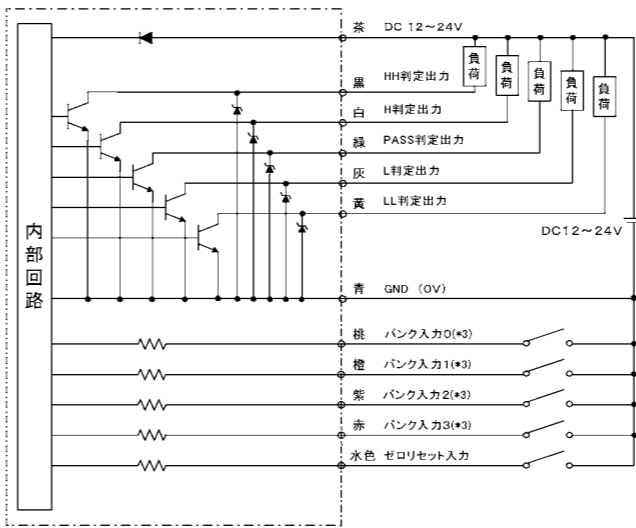 茶 DC 12～24V
黒 HH判定出力
白 H判定出力
緑 PASS判定出力
灰 L判定出力
黄 LL判定出力
負荷
負荷
負荷
負荷
負荷
DC12～24V
内部回路
青 GND (0V)
桃 バンク入力0(*3)
橙 バンク入力1(*3)
紫 バンク入力2(*3)
赤 バンク入力3(*3)
水色 ゼロリセット入力